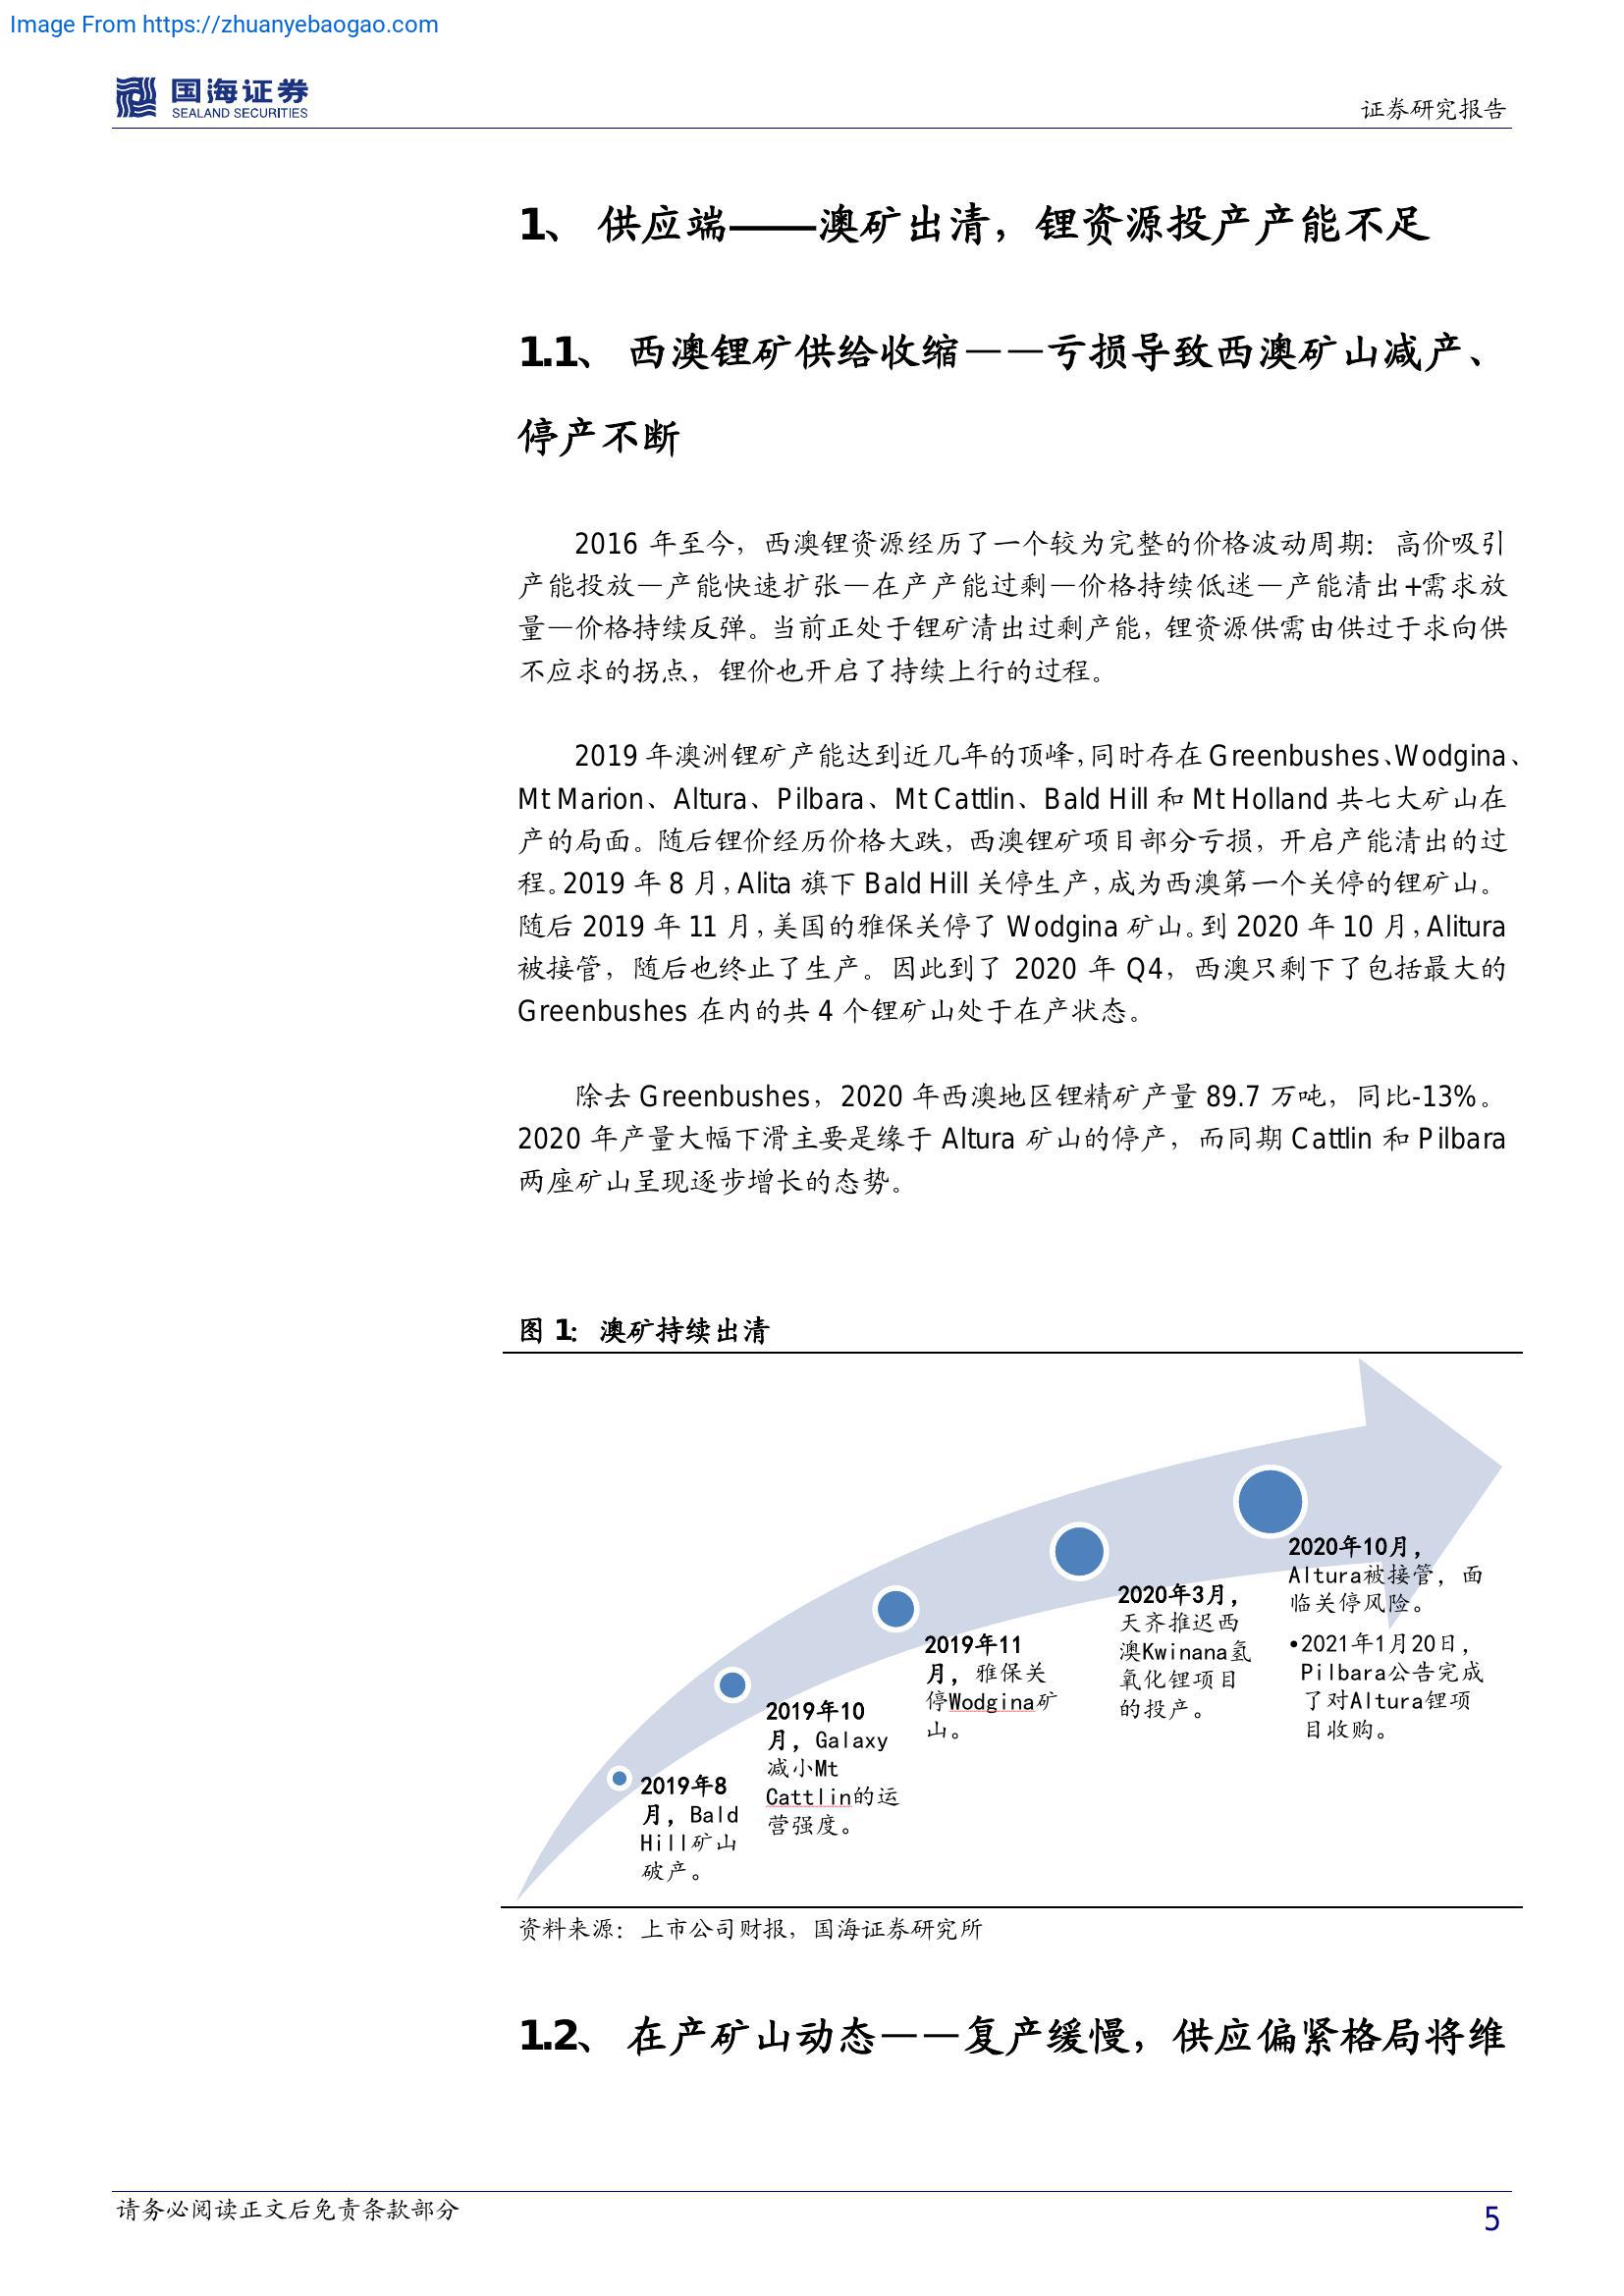 Image From https://zhuanyebaogao.com
国海证券
SEALAND SECURITIES
证券研究报告
1、 供应端——澳矿出清，锂资源投产产能不足
1.1、 西澳锂矿供给收缩——亏损导致西澳矿山减产、
停产不断
2016 年至今，西澳锂资源经历了一个较为完整的价格波动周期：高价吸引
产能投放—产能快速扩张—在产产能过剩—价格持续低迷—产能清出+需求放
量—价格持续反弹。当前正处于锂矿清出过剩产能，锂资源供需由供过于求向供
不应求的拐点，锂价也开启了持续上行的过程。
2019 年澳洲锂矿产能达到近几年的顶峰，同时存在 Greenbushes、Wodgina、
Mt Marion、Altura、Pilbara、Mt Cattlin、Bald Hill 和 Mt Holland 共七大矿山在
产的局面。随后锂价经历价格大跌，西澳锂矿项目部分亏损，开启产能清出的过
程。2019 年 8 月，Alita 旗下 Bald Hill 关停生产，成为西澳第一个关停的锂矿山。
随后 2019 年 11 月，美国的雅保关停了 Wodgina 矿山。到 2020 年 10 月，Alitura
被接管，随后也终止了生产。因此到了 2020 年 Q4，西澳只剩下了包括最大的
Greenbushes 在内的共 4 个锂矿山处于在产状态。
除去 Greenbushes，2020 年西澳地区锂精矿产量 89.7 万吨，同比-13%。
2020 年产量大幅下滑主要是缘于 Altura 矿山的停产，而同期 Cattlin 和 Pilbara
两座矿山呈现逐步增长的态势。
图 1：澳矿持续出清
2019年8
月，Bald
Hill矿山
破产。
2019年10
月，Galaxy
减小Mt
Cattlin的运
营强度。
2019年11
月，雅保关
停Wodgina矿
山。
2020年3月，
天齐推迟西
澳Kwinana氢
氧化锂项目
的投产。
2020年10月，
Altura被接管，面
临关停风险。
•2021年1月20日，
Pilbara公告完成
了对Altura锂项
目收购。
资料来源：上市公司财报，国海证券研究所
1.2、 在产矿山动态——复产缓慢，供应偏紧格局将维
请务必阅读正文后免责条款部分
5